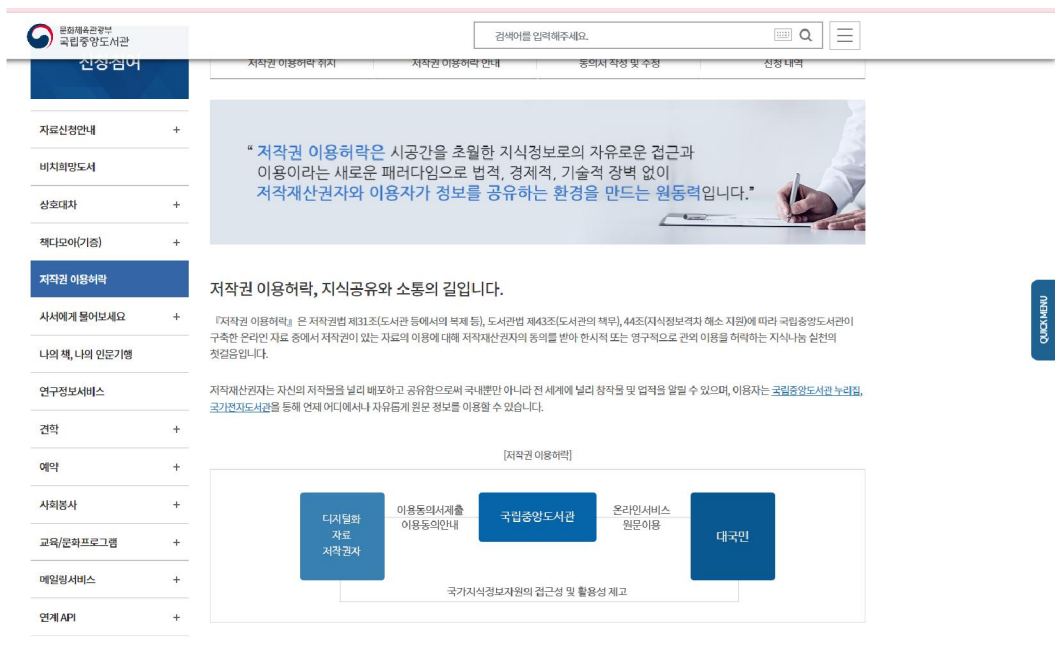 문화체육관광부
국립중앙도서관
검색어를 입력해주세요.
신청참여
저작권 이용허락 취지
저작권 이용허락 안내
동의서 작성 및 수정
신청 내역
자료신청안내 +
비치희망도서
상호대차 +
책다모아(기증) +
저작권 이용허락
사서에게 물어보세요 +
나의 책, 나의 인문기행
연구정보서비스
견학 +
예약 +
사회봉사 +
교육/문화프로그램 +
메일링서비스 +
연계 API +
“ 저작권 이용허락은 시공간을 초월한 지식정보로의 자유로운 접근과
이용이라는 새로운 패러다임으로 법적, 경제적, 기술적 장벽 없이
저작재산권자와 이용자가 정보를 공유하는 환경을 만드는 원동력입니다.”
저작권 이용허락, 지식공유와 소통의 길입니다.
『저작권 이용허락』은 저작권법 제31조(도서관 등에서의 복제 등), 도서관법 제43조(도서관의 책무), 44조(지식정보격차 해소 지원)에 따라 국립중앙도서관이
구축한 온라인 자료 중에서 저작권이 있는 자료의 이용에 대해 저작재산권자의 동의를 받아 한시적 또는 영구적으로 관외 이용을 허락하는 지식나눔 실천의
첫걸음입니다.
저작재산권자는 자신의 저작물을 널리 배포하고 공유함으로써 국내뿐만 아니라 전 세계에 널리 창작물 및 업적을 알릴 수 있으며, 이용자는 국립중앙도서관 누리집,
국가전자도서관을 통해 언제 어디에서나 자유롭게 원문 정보를 이용할 수 있습니다.
[저작권 이용허락]
디지털화
자료
저작권자
이용동의서제출
이용동의안내
국립중앙도서관
온라인서비스
원문이용
대국민
국가지식정보자원의 접근성 및 활용성 제고
QUICK MENU